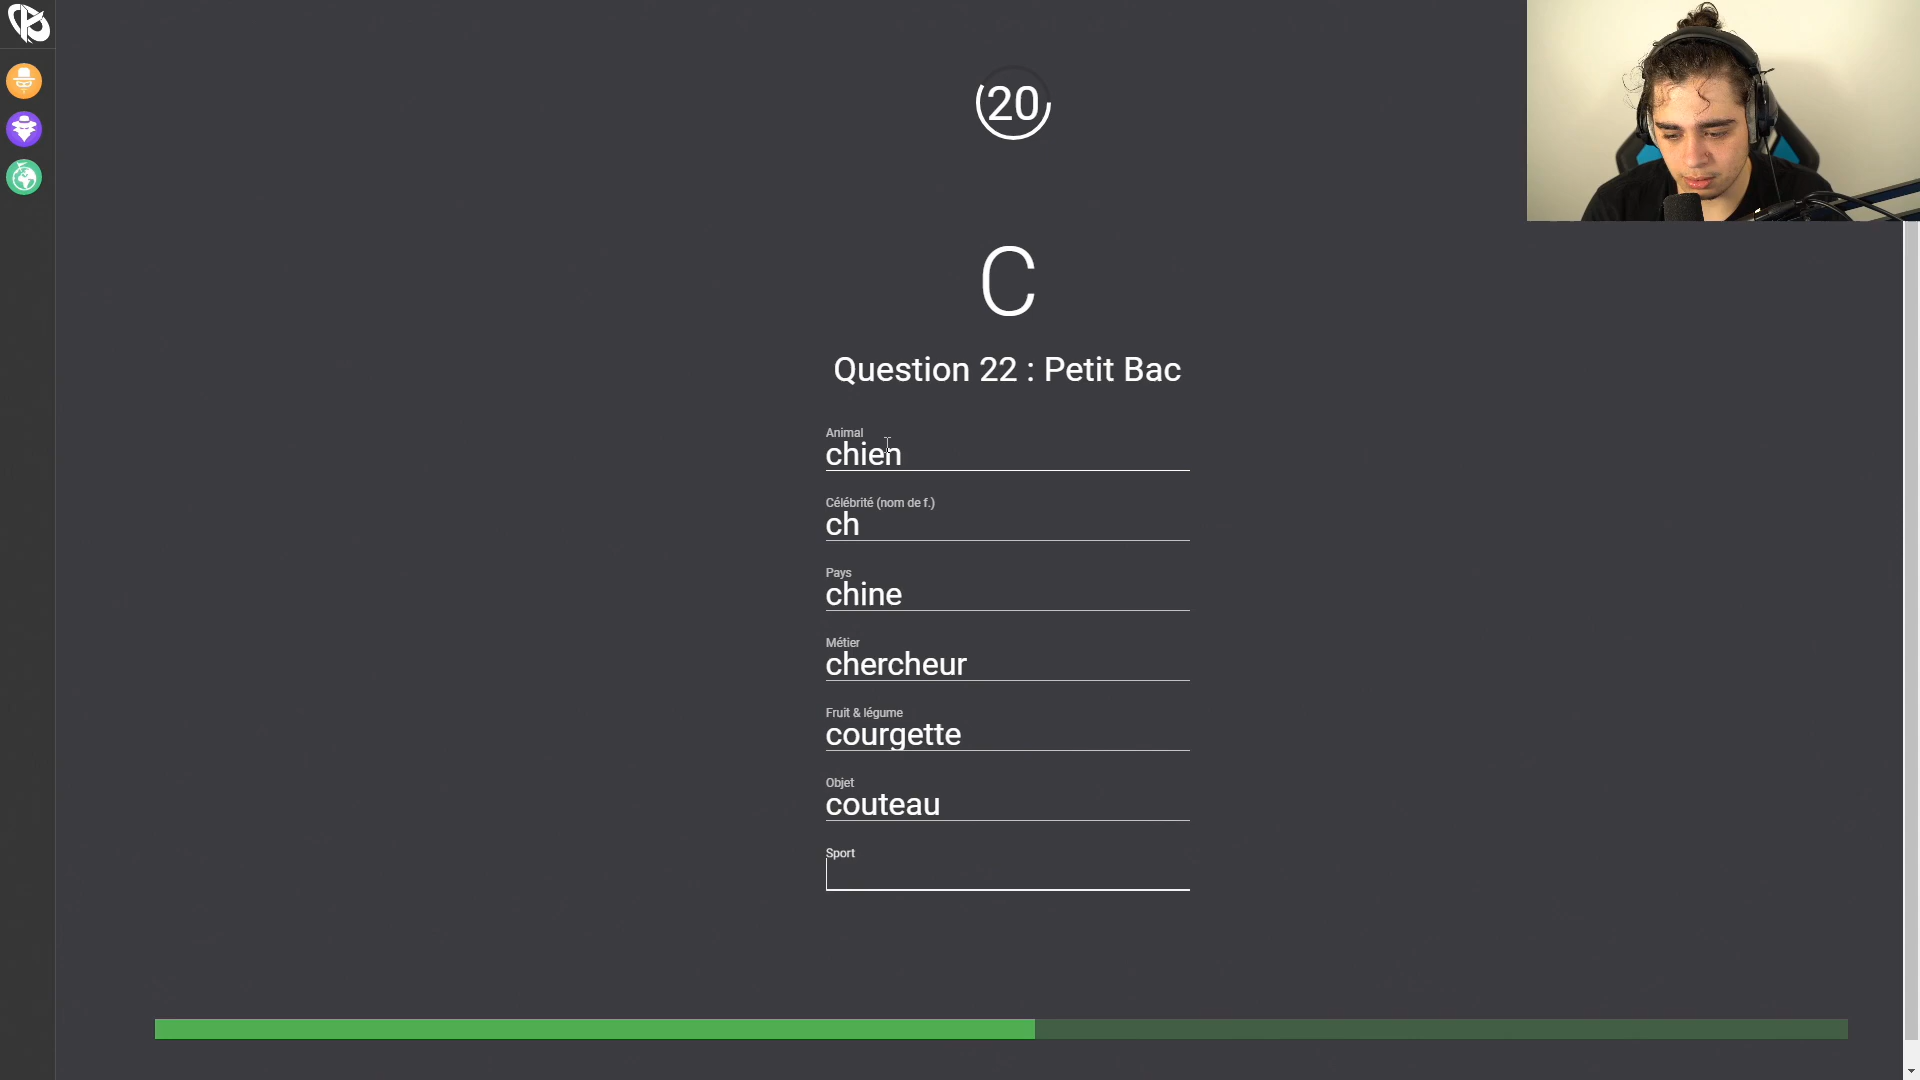 20
C
Question 22 : Petit Bac
Animal
chien
Célébrité (nom de f.)
ch
Pays
chine
Métier
chercheur
Fruit & légume
courgette
Objet
couteau
Sport